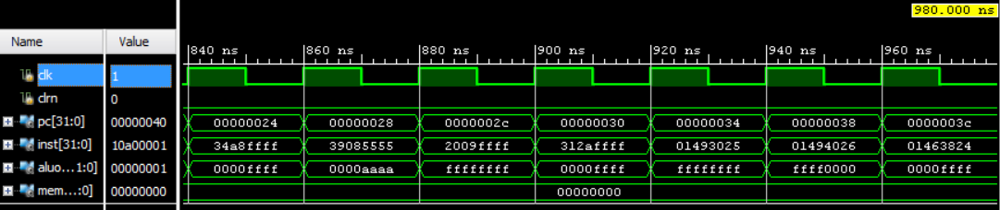 980.000 ns
Name Value
840 ns 860 ns 880 ns 900 ns 920 ns 940 ns 960 ns
clk 1
clrn 0
pc[31:0] 00000040 00000024 00000028 0000002c 00000030 00000034 00000038 0000003c
inst[31:0] 10a00001 34a8ffff 39085555 2009ffff 312affff 01493025 01494026 01463824
aluo...1:0] 00000001 0000ffff 0000aaaa ffffffff 0000ffff ffffffff ffff0000 0000ffff
mem...:0] 00000000 00000000